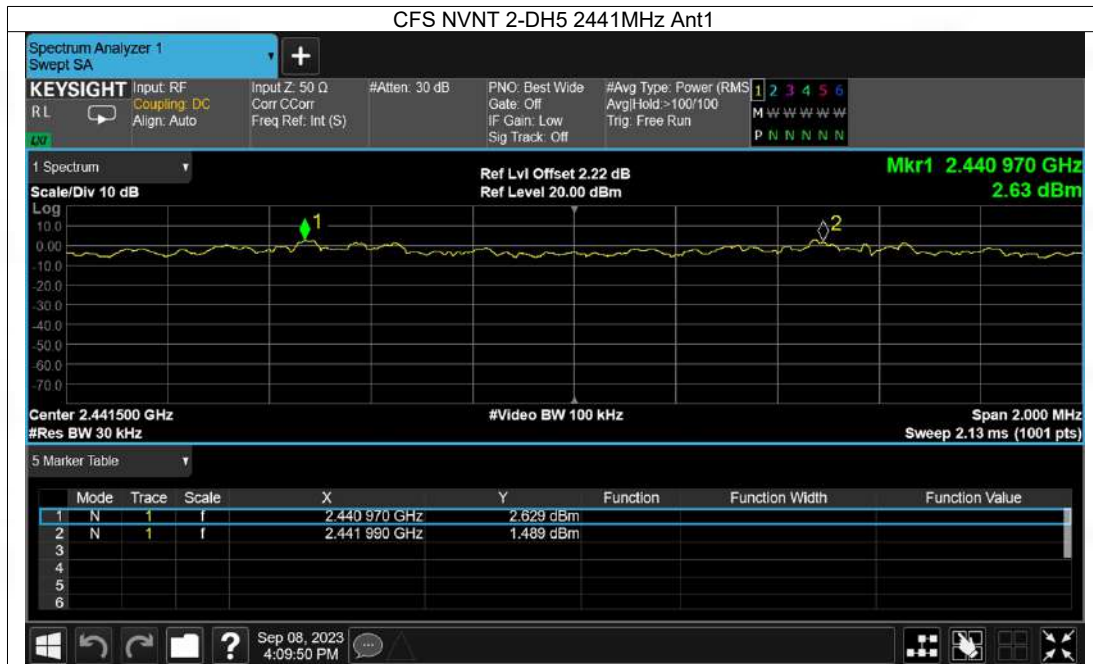 CFS NVNT 2-DH5 2441MHz Ant1
Spectrum Analyzer 1
Swept SA
+
KEYSIGHT Input: RF Input Z: 50 Ω #Atten: 30 dB PNO: Best Wide #Avg Type: Power (RMS 1 2 3 4 5 6
RL Coupling: DC Corr CCorr Gate: Off Avg|Hold:>100/100 M W W W W W
Align: Auto Freq Ref: Int (S) IF Gain: Low Trig: Free Run
LXI Sig Track: Off P N N N N N
1 Spectrum Ref Lvl Offset 2.22 dB Mkr1 2.440 970 GHz
Scale/Div 10 dB Ref Level 20.00 dBm 2.63 dBm
Log
10.0
0.00
-10.0
-20.0
-30.0
-40.0
-50.0
-60.0
-70.0
1
2
Center 2.441500 GHz #Video BW 100 kHz Span 2.000 MHz
#Res BW 30 kHz Sweep 2.13 ms (1001 pts)
5 Marker Table
Mode Trace Scale X Y Function Function Width Function Value
1 N 1 f 2.440 970 GHz 2.629 dBm
2 N 1 f 2.441 990 GHz 1.489 dBm
3
4
5
6
? Sep 08, 2023
4:09:50 PM